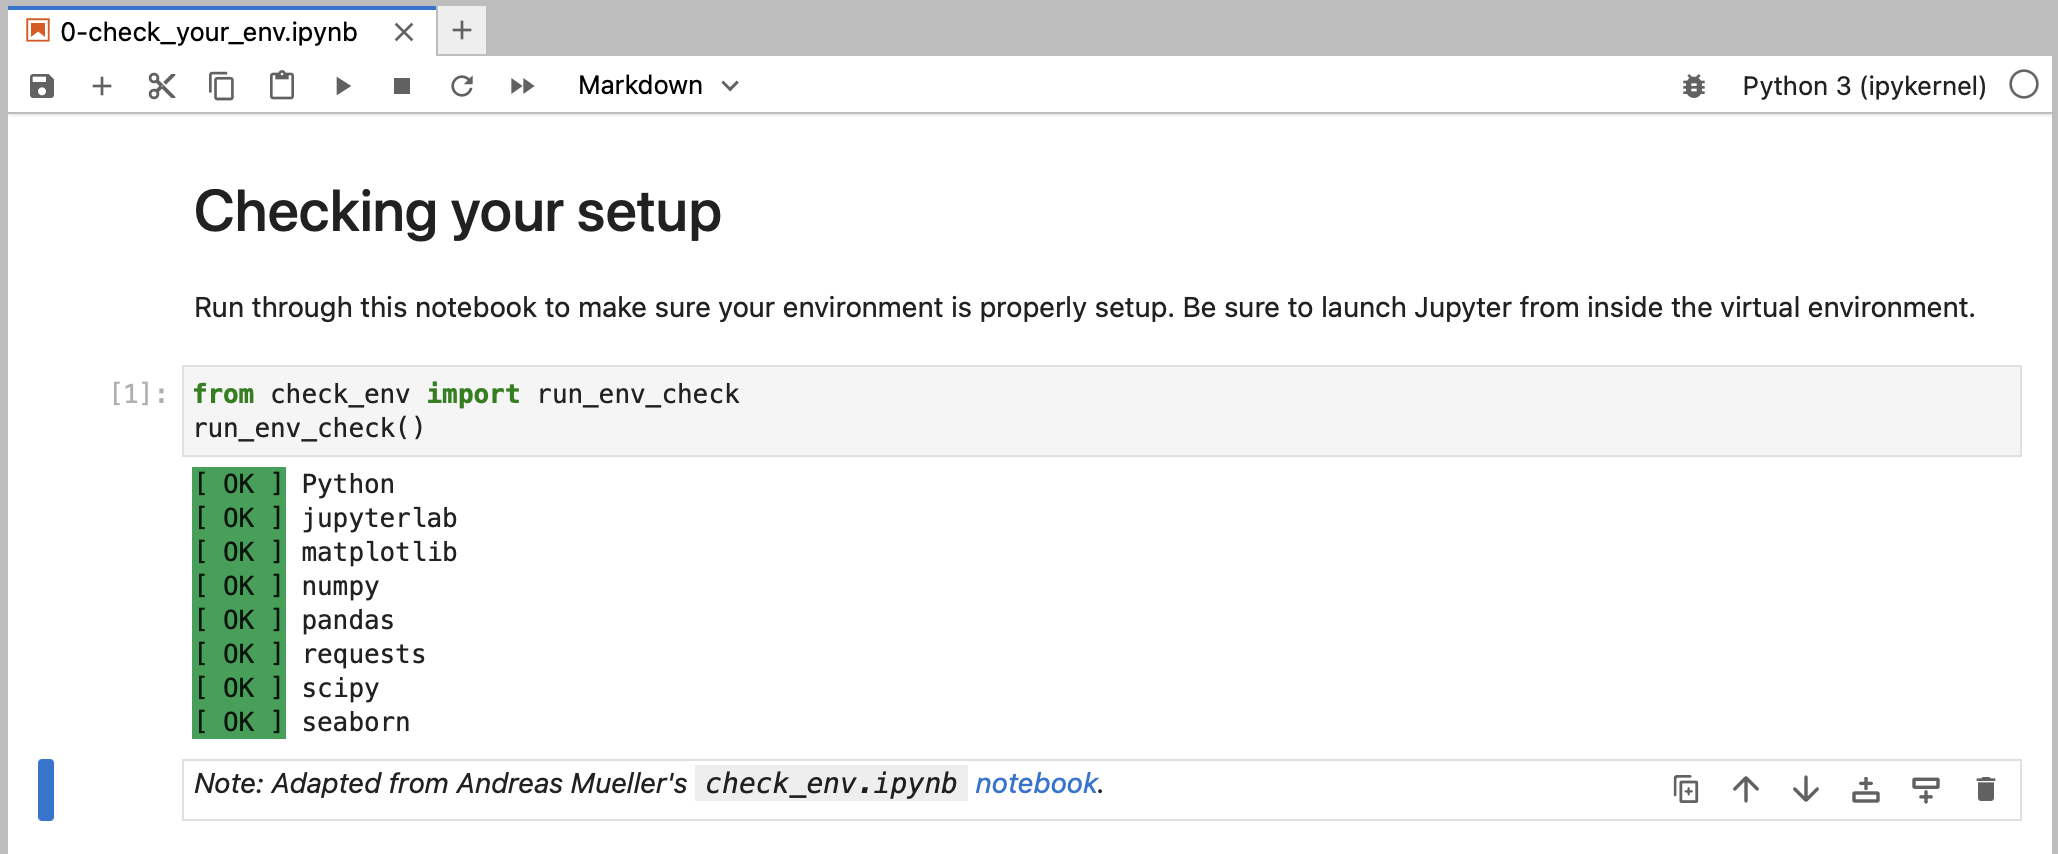 0-check_your_env.ipynb
Markdown
Python 3 (ipykernel)
Checking your setup
Run through this notebook to make sure your environment is properly setup. Be sure to launch Jupyter from inside the virtual environment.
[1]: from check_env import run_env_check
run_env_check()
[ OK ] Python
[ OK ] jupyterlab
[ OK ] matplotlib
[ OK ] numpy
[ OK ] pandas
[ OK ] requests
[ OK ] scipy
[ OK ] seaborn
Note: Adapted from Andreas Mueller's check_env.ipynb notebook.